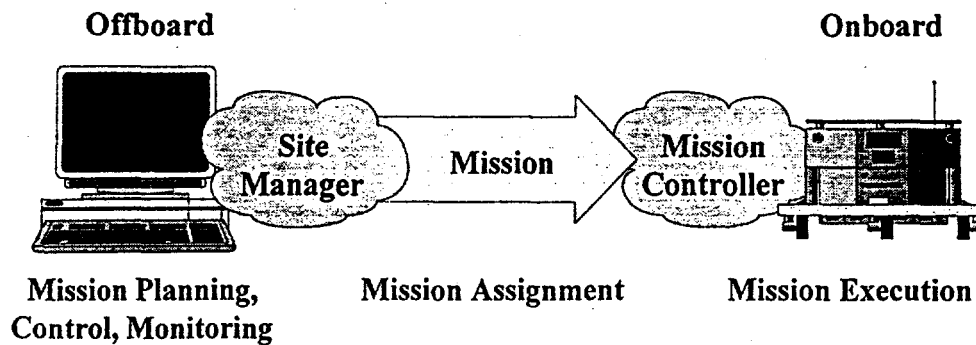 Offboard
Onboard
Site
Manager
Mission
Mission
Controller
Mission Planning,
Control, Monitoring
Mission Assignment
Mission Execution